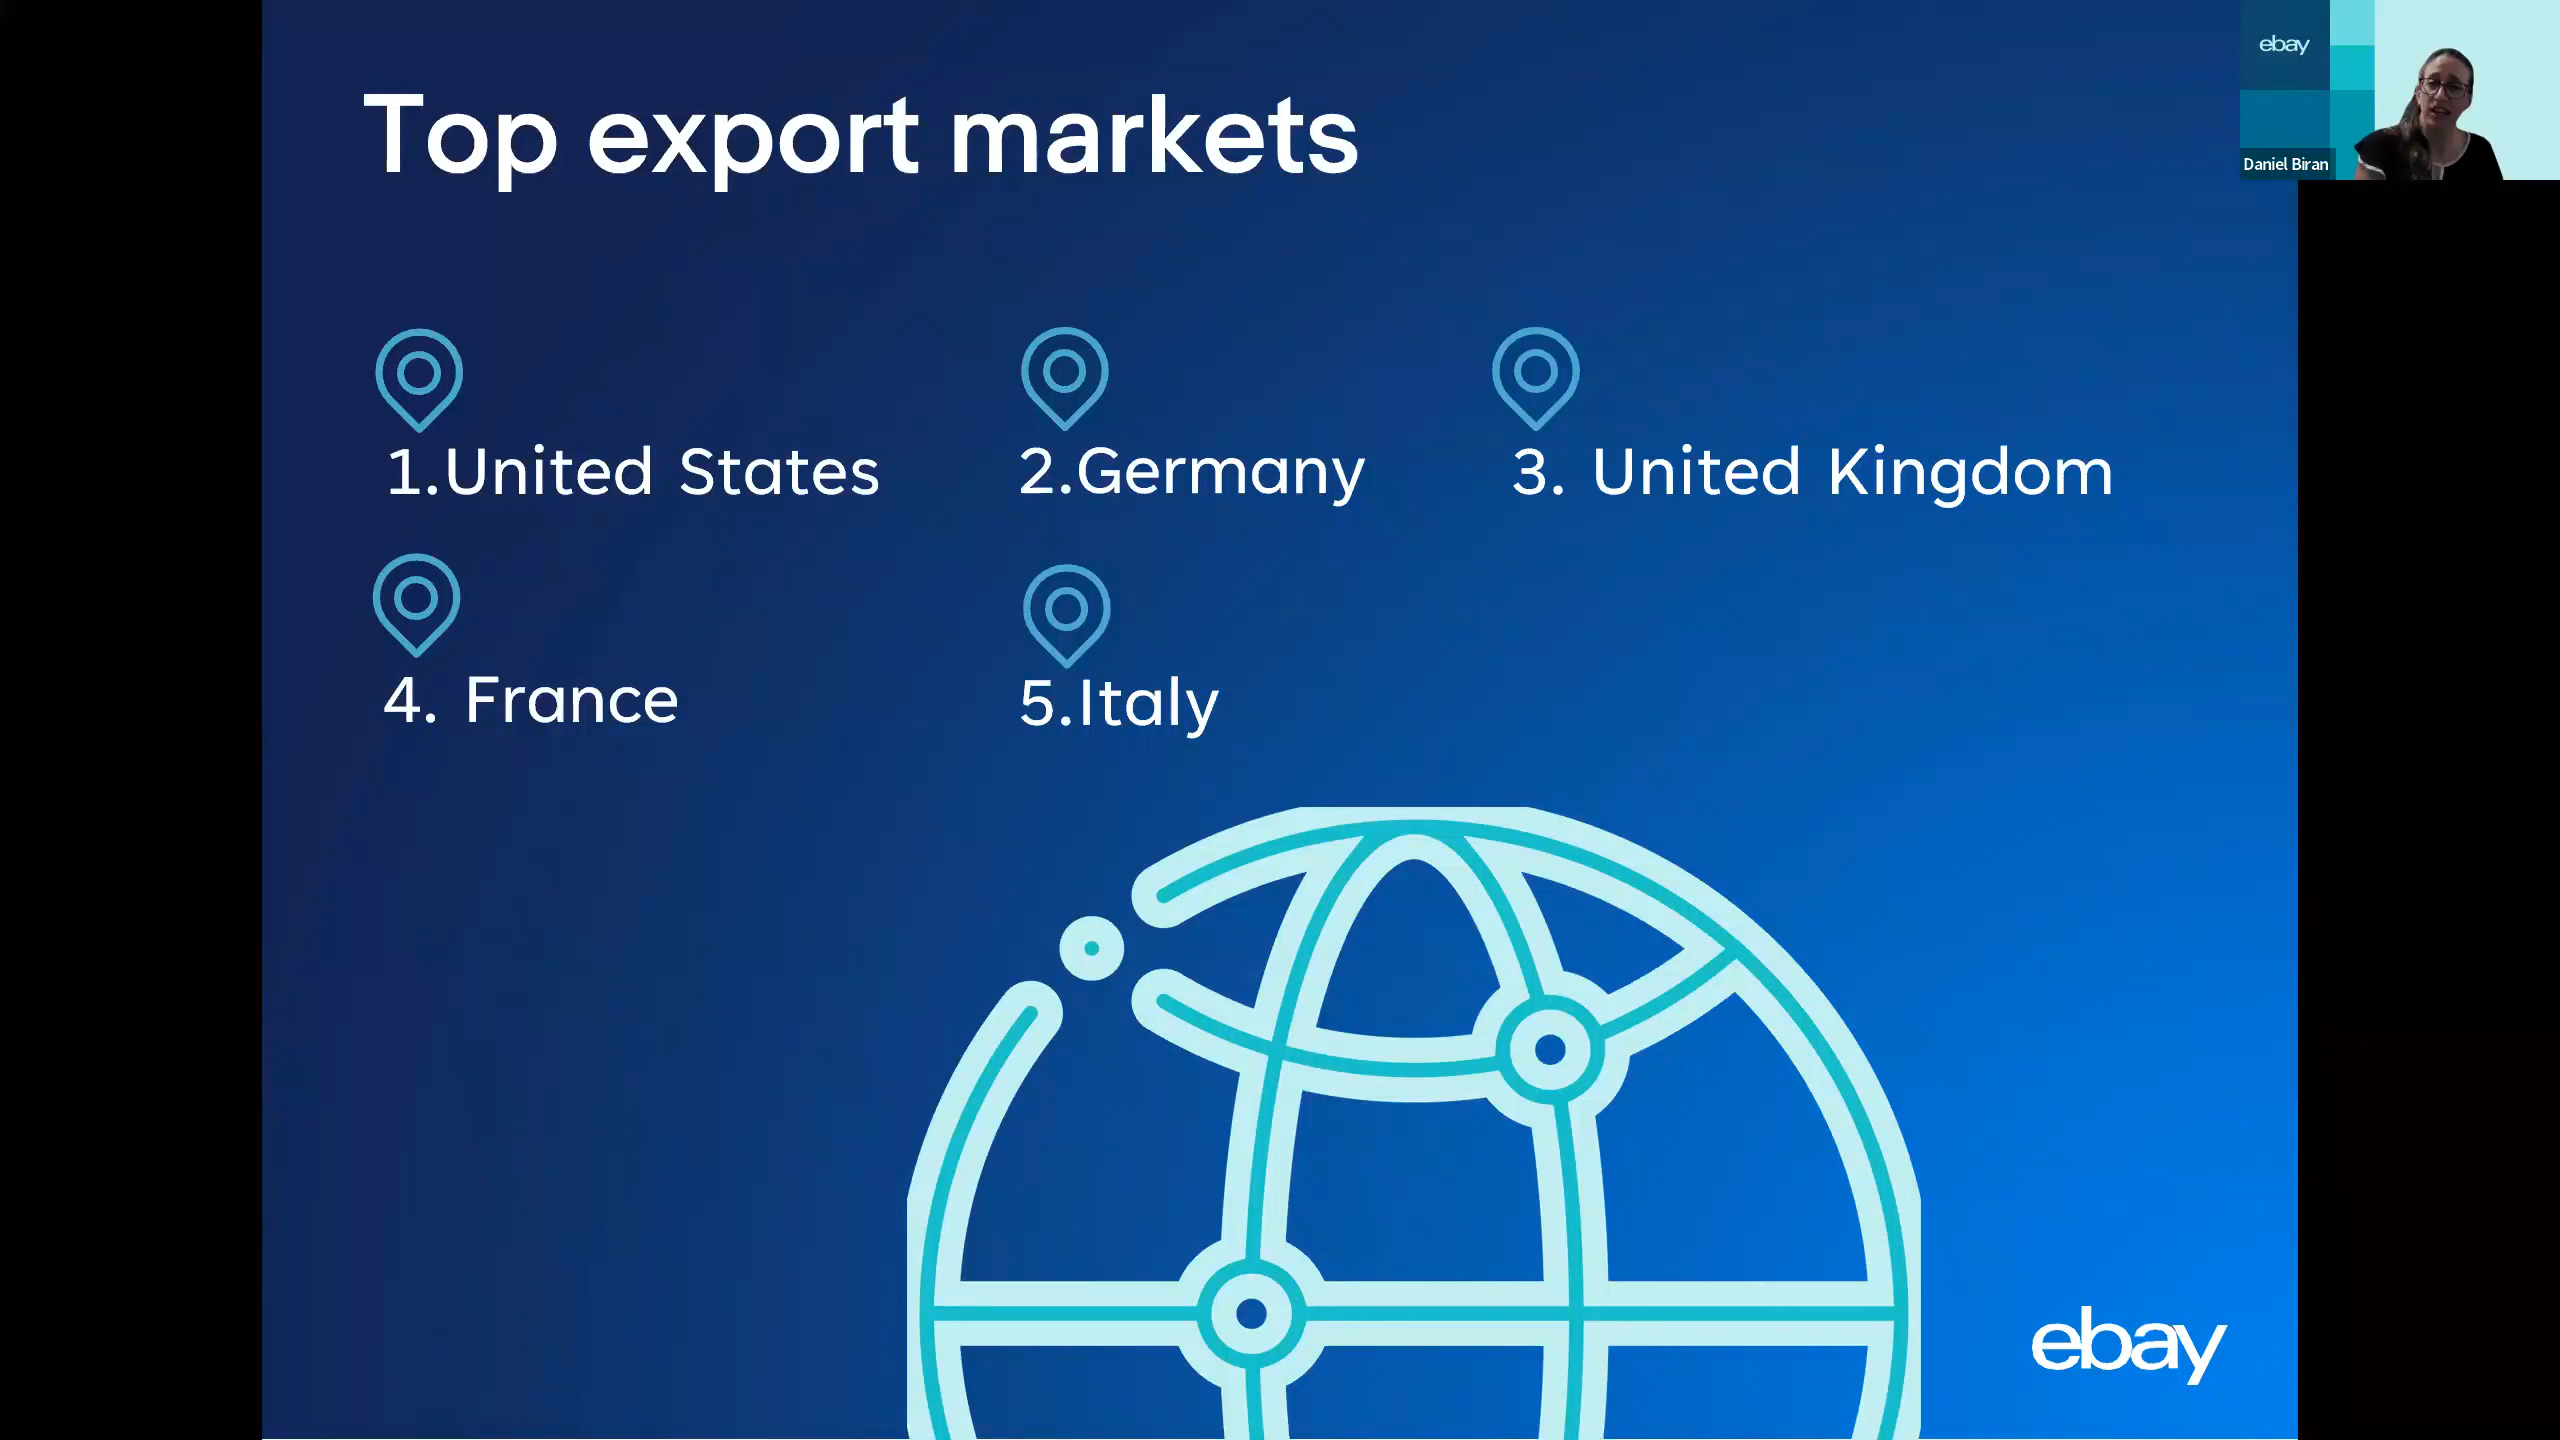 Top export markets
ebay
Daniel Biran
1.United States
2.Germany
3. United Kingdom
4. France
5.Italy
ebay